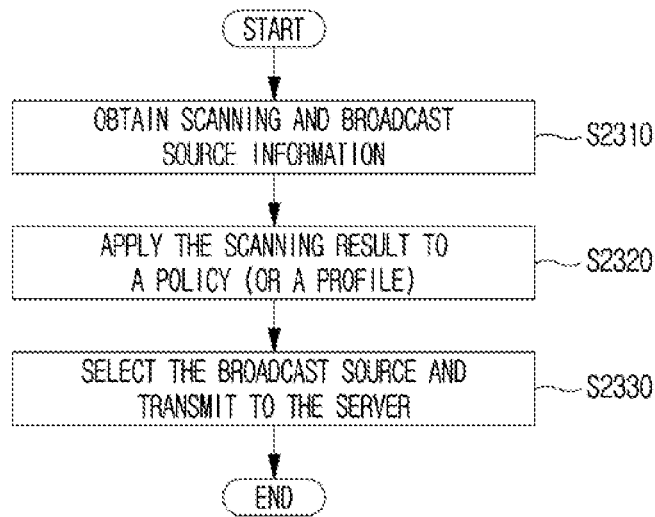 START
OBTAIN SCANNING AND BROADCAST
SOURCE INFORMATION
S2310
APPLY THE SCANNING RESULT TO
A POLICY (OR A PROFILE)
S2320
SELECT THE BROADCAST SOURCE AND
TRANSMIT TO THE SERVER
S2330
END